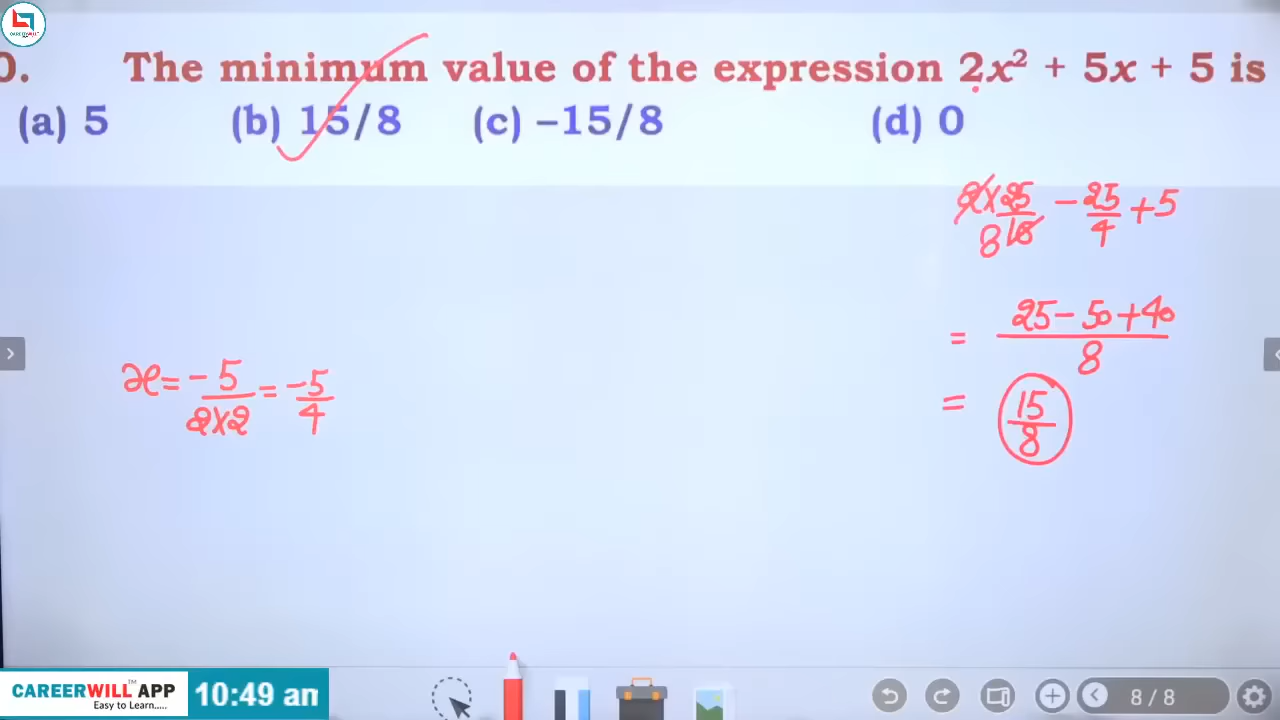 CAREERWILL
0. The minimum value of the expression 2x² + 5x + 5 is
(a) 5 (b) 15/8 (c) –15/8 (d) 0
2×25/16 – 25/4 + 5
8
= 25 – 50 + 40 / 8
= 15/8
x = –5/2×2 = –5/4
CAREERWILL™ APP
Easy to Learn.....
10:49 am
8 / 8